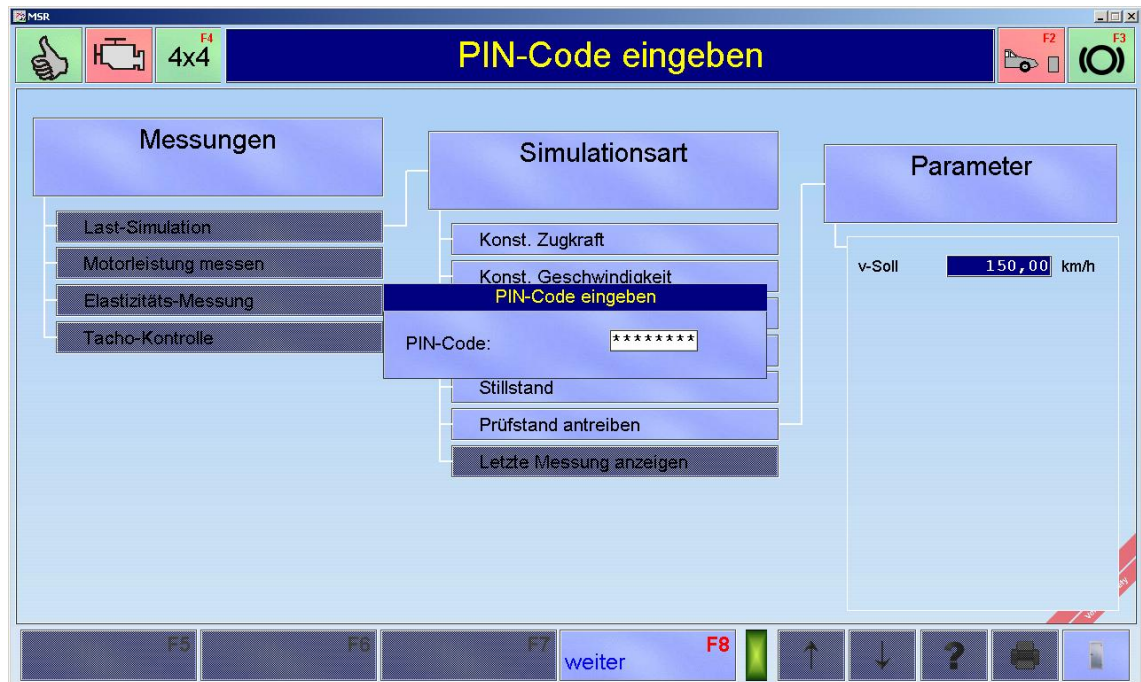 MSR
F4
4x4
PIN-Code eingeben
F2
F3
Messungen
Last-Simulation
Motorleistung messen
Elastizitäts-Messung
Tacho-Kontrolle
Simulationsart
Konst. Zugkraft
Konst. Geschwindigkeit
PIN-Code eingeben
PIN-Code: ********
Stillstand
Prüfstand antreiben
Letzte Messung anzeigen
Parameter
v-Soll 150,00 km/h
F5
F6
F7
weiter F8
?